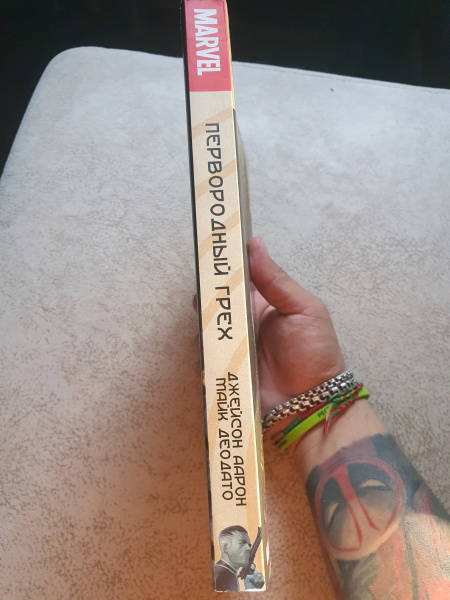 MARVEL
ПЕРВОРОДНЫЙ ГРЕХ
ДЖЕЙСОН ААРОН
МАЙК ДЕОДАТО